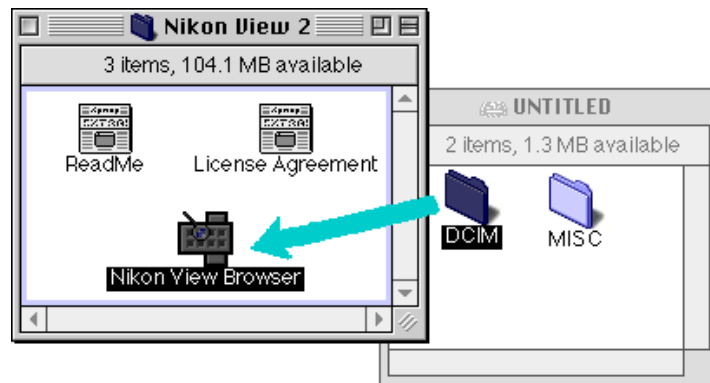 Nikon View 2
3 items, 104.1 MB available
ReadMe
License Agreement
Nikon View Browser
UNTITLED
2 items, 1.3 MB available
DCIM
MISC